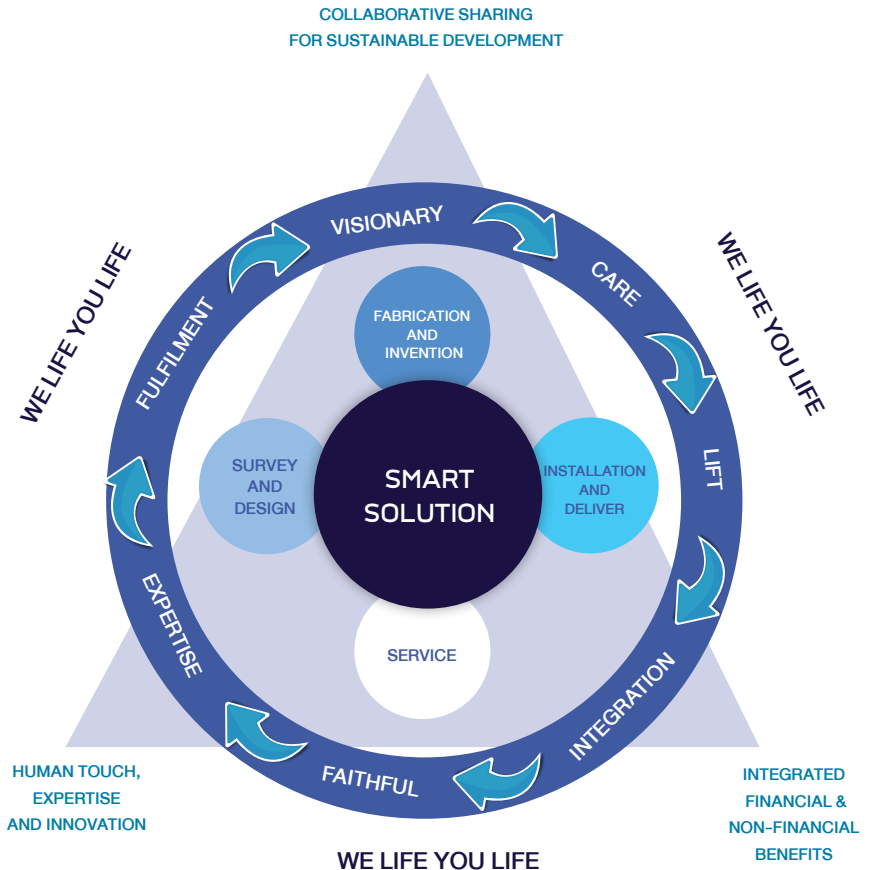 COLLABORATIVE SHARING
FOR SUSTAINABLE DEVELOPMENT
VISIONARY
CARE
LIFT
INTEGRATION
FAITHFUL
EXPERTISE
FULFILMENT
WE LIFE YOU LIFE
WE LIFE YOU LIFE
FABRICATION
AND
INVENTION
SURVEY
AND
DESIGN
SMART
SOLUTION
INSTALLATION
AND
DELIVER
SERVICE
HUMAN TOUCH,
EXPERTISE
AND INNOVATION
INTEGRATED
FINANCIAL &
NON-FINANCIAL
BENEFITS
WE LIFE YOU LIFE